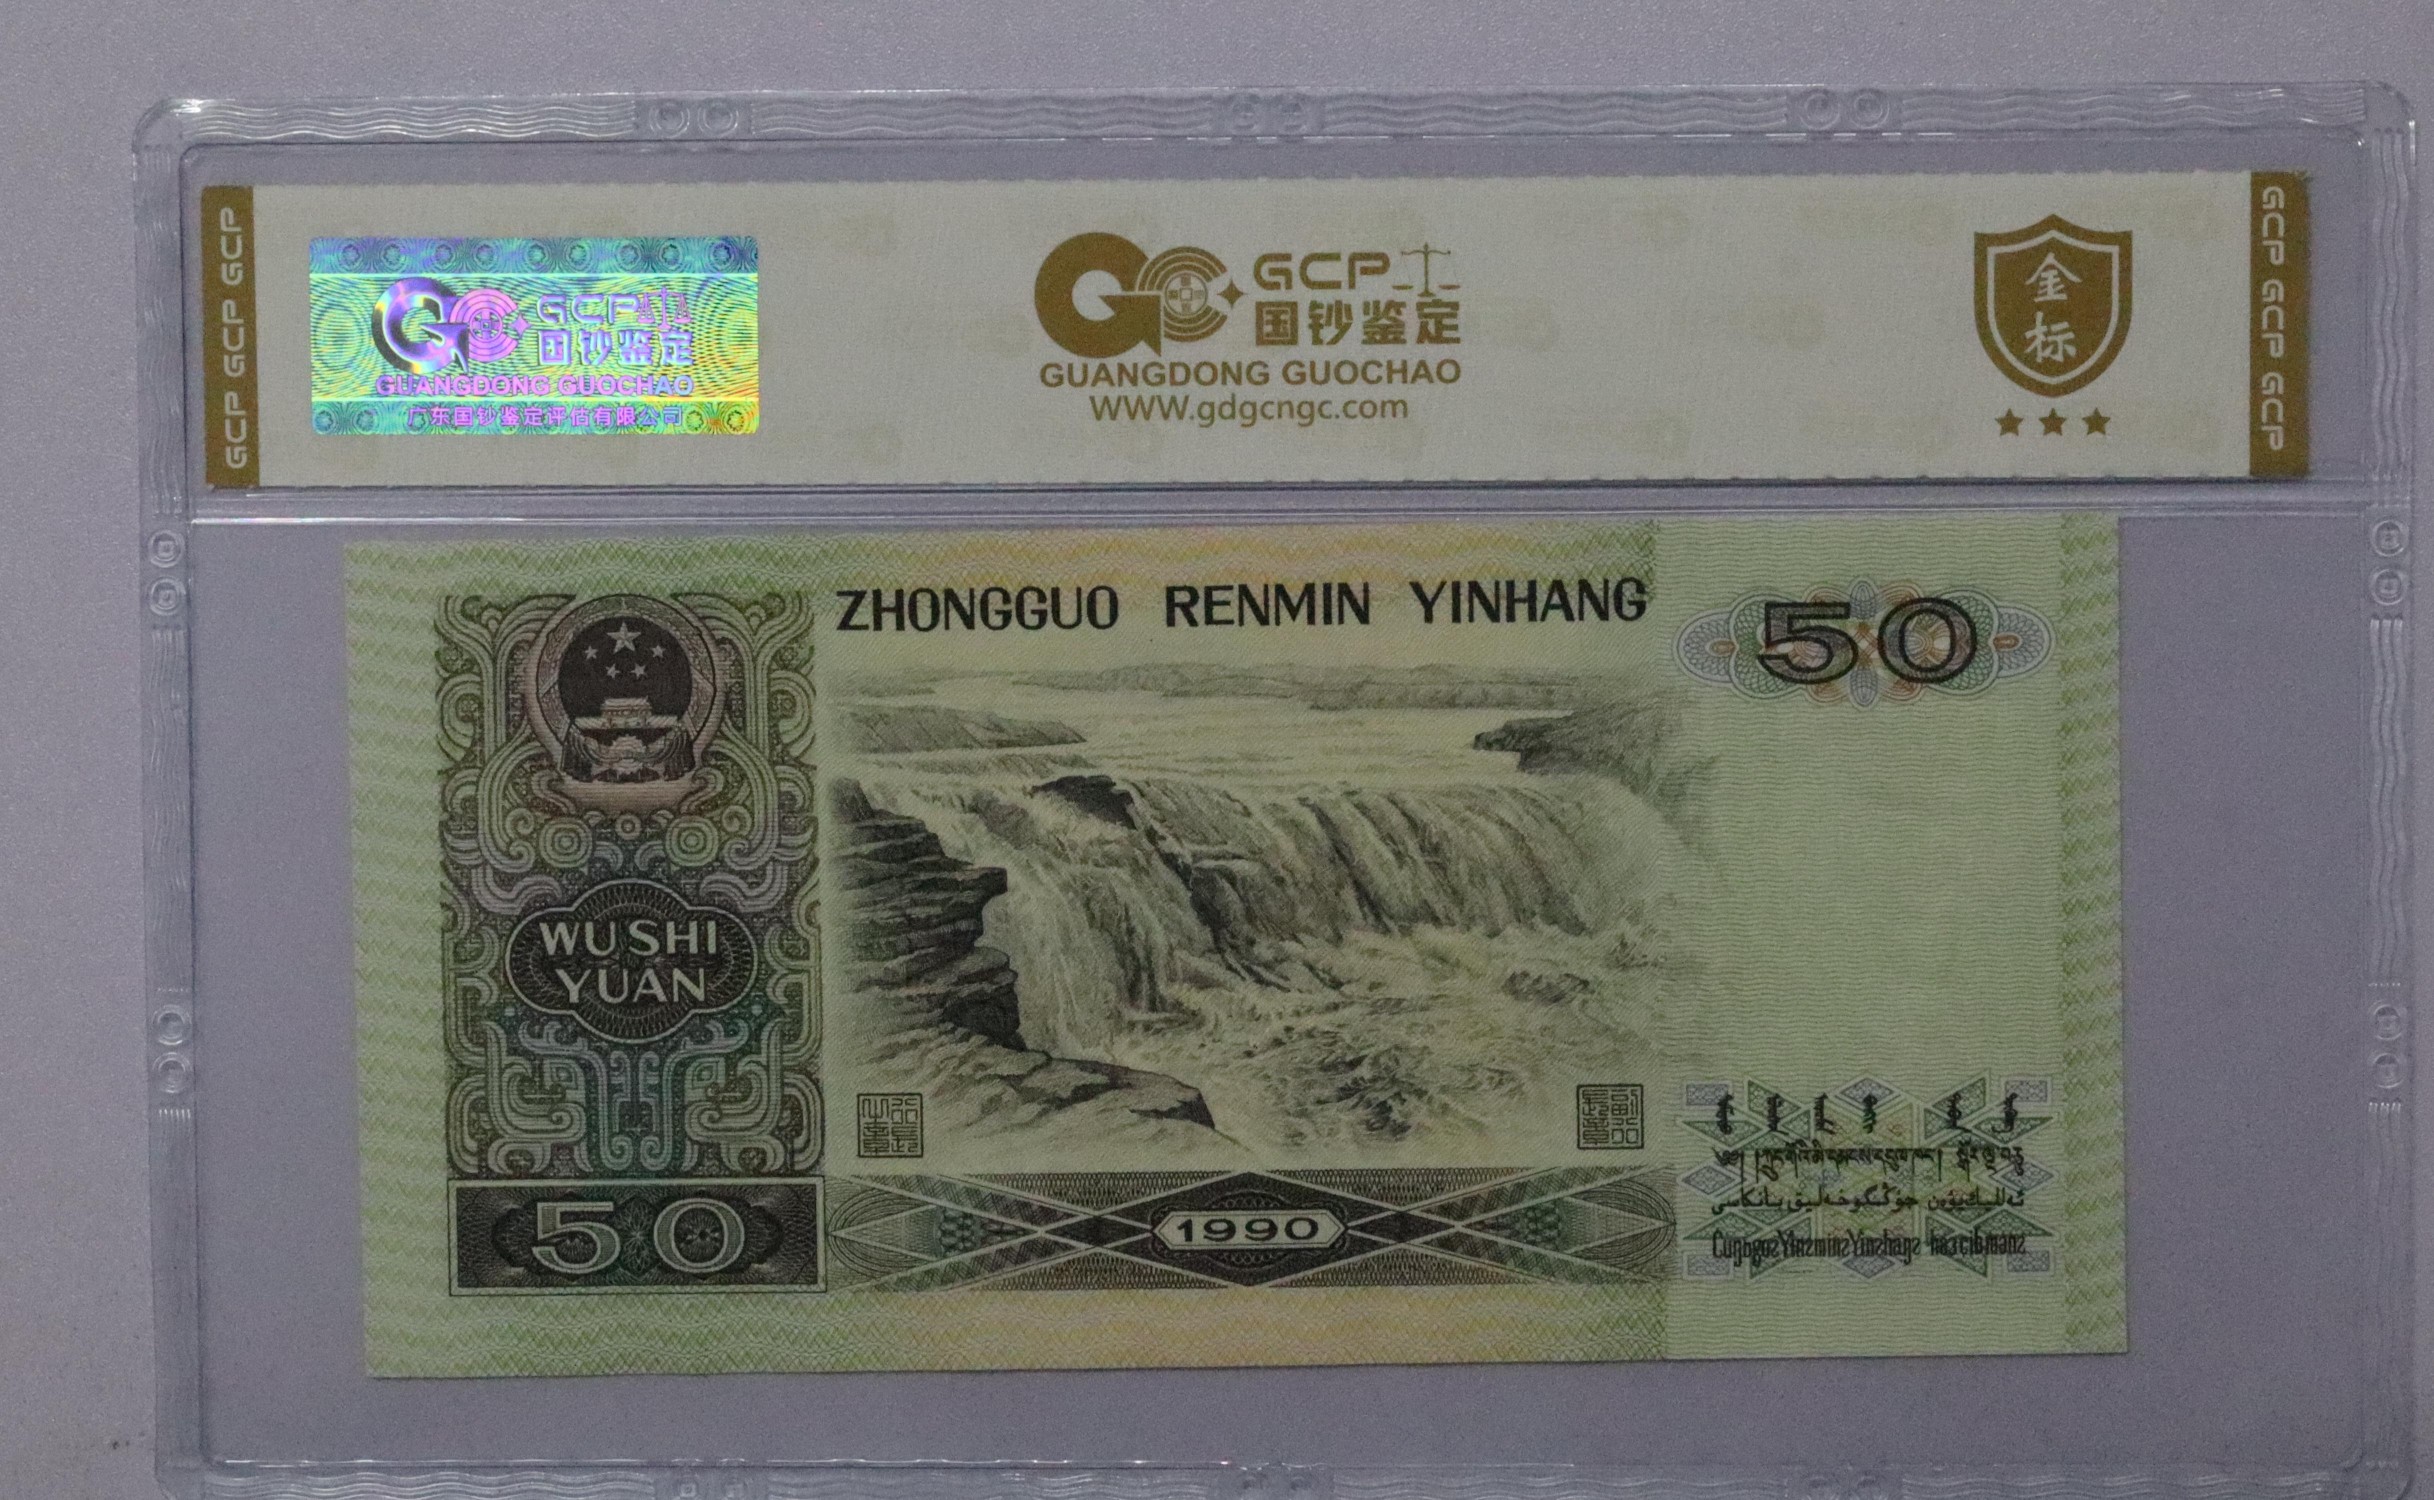 GCP GCP GCP
GCP
国钞鉴定
GUANGDONG GUOCHAO
广东国钞鉴定评估有限公司
GCP
国钞鉴定
GUANGDONG GUOCHAO
WWW.gdgcngc.com
金
标
GCP GCP GCP
ZHONGGUO RENMIN YINHANG
50
WUSHI
YUAN
50
1990